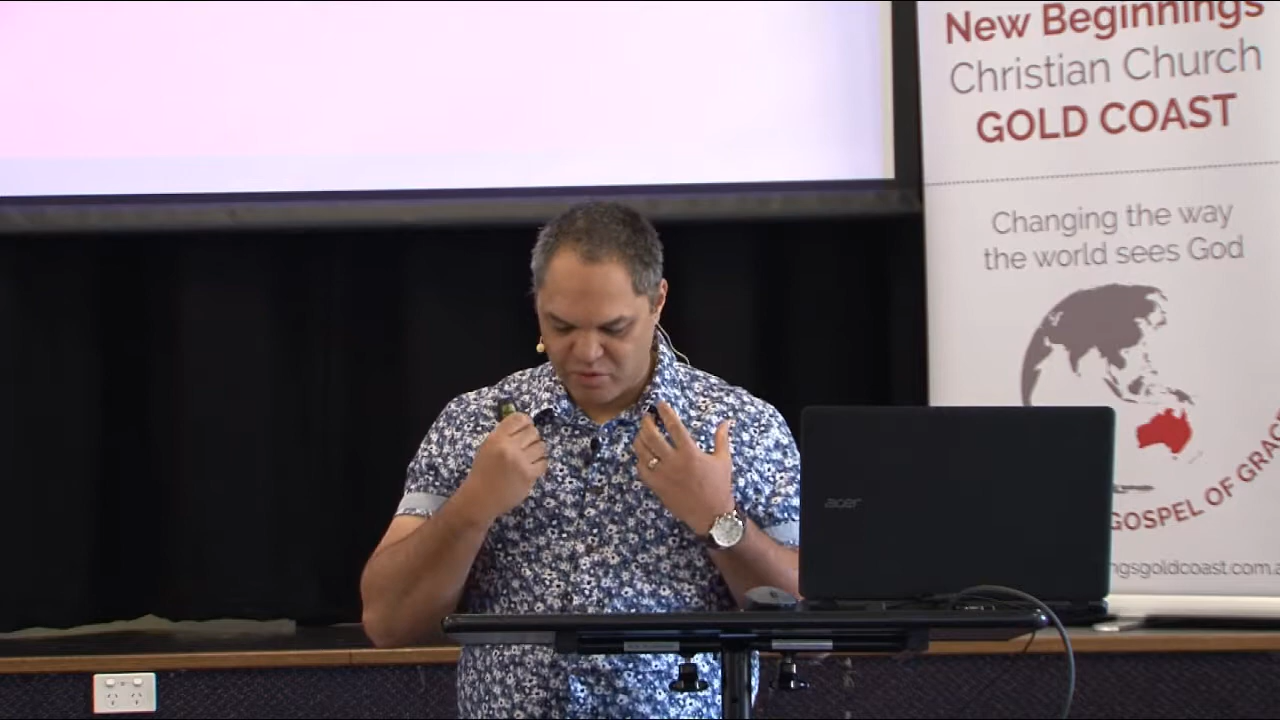 New Beginnings
Christian Church
GOLD COAST
Changing the way
the world sees God
GOSPEL OF GRAC
ngsgoldcoast.com.a
acer